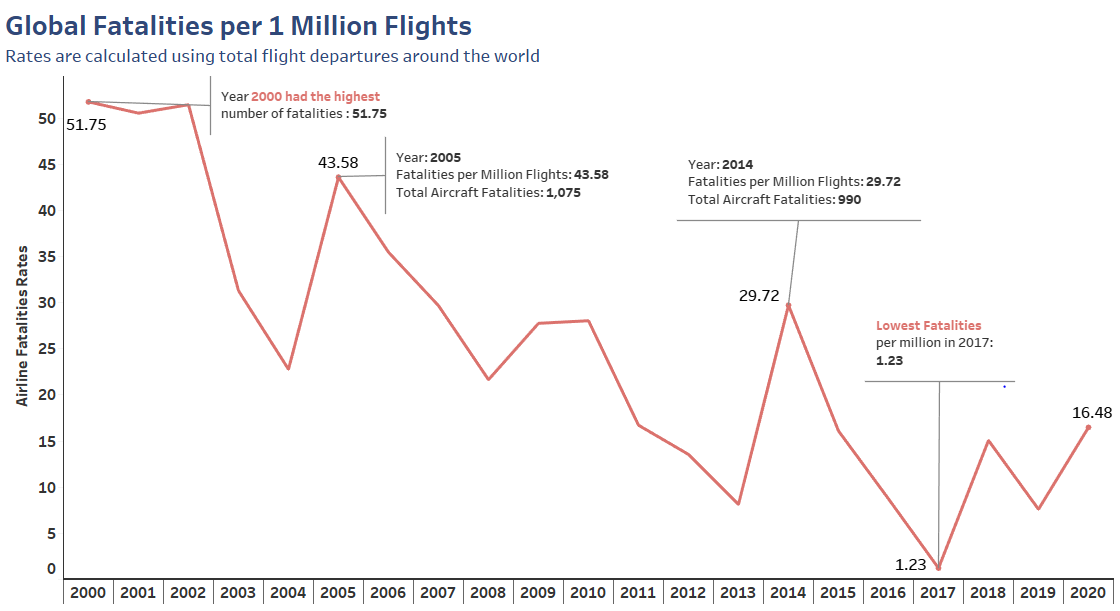 Global Fatalities per 1 Million Flights
Rates are calculated using total flight departures around the world
Year 2000 had the highest
number of fatalities : 51.75
51.75
43.58
Year: 2005
Fatalities per Million Flights: 43.58
Total Aircraft Fatalities: 1,075
Year: 2014
Fatalities per Million Flights: 29.72
Total Aircraft Fatalities: 990
29.72
Lowest Fatalities
per million in 2017:
1.23
16.48
1.23
Airline Fatalities Rates
50
45
40
35
30
25
20
15
10
5
0
2000 2001 2002 2003 2004 2005 2006 2007 2008 2009 2010 2011 2012 2013 2014 2015 2016 2017 2018 2019 2020